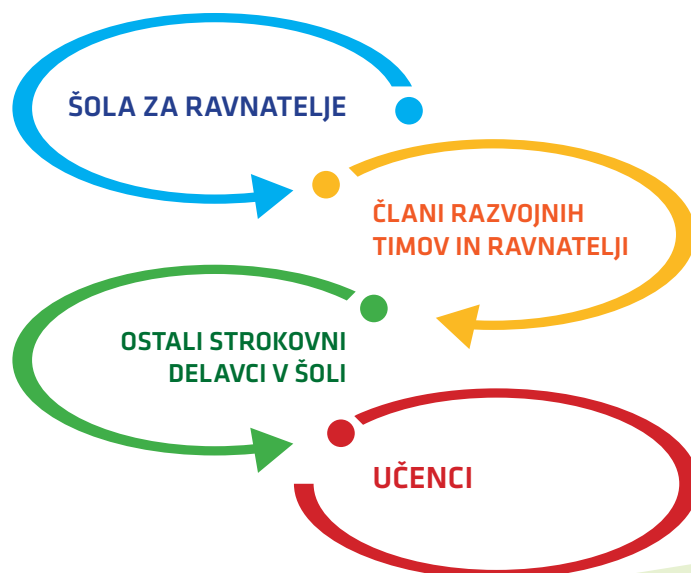 ŠOLA ZA RAVNATELJE
ČLANI RAZVOJNIH
TIMOV IN RAVNATELJI
OSTALI STROKOVNI
DELAVCI V ŠOLI
UČENCI